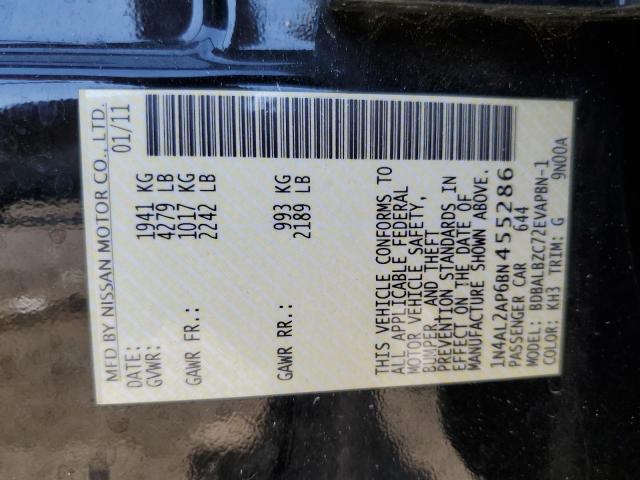 MFD BY NISSAN MOTOR CO., LTD.
DATE: 01/11
GVWR: 1941 KG
4279 LB
GAWR FR.: 1017 KG
2242 LB
GAWR RR.: 993 KG
2189 LB
THIS VEHICLE CONFORMS TO
ALL APPLICABLE FEDERAL
MOTOR VEHICLE SAFETY,
BUMPER, AND THEFT
PREVENTION STANDARDS IN
EFFECT ON THE DATE OF
MANUFACTURE SHOWN ABOVE.
1N4AL2AP6BN455286
PASSENGER CAR 644
MODEL: BDBALBZC72EVAPBN-1
COLOR: KH3 TRIM: G 9N00A